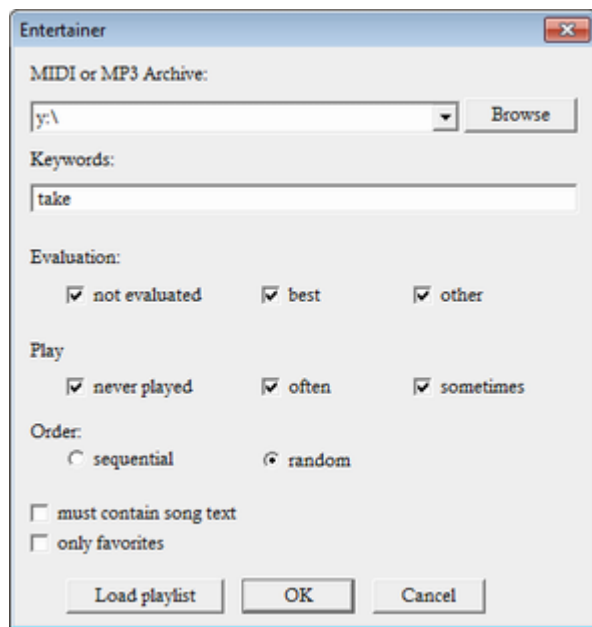 Entertainer
MIDI or MP3 Archive:
y:\
Browse
Keywords:
take
Evaluation:
not evaluated best other
Play
never played often sometimes
Order:
sequential random
must contain song text
only favorites
Load playlist OK Cancel